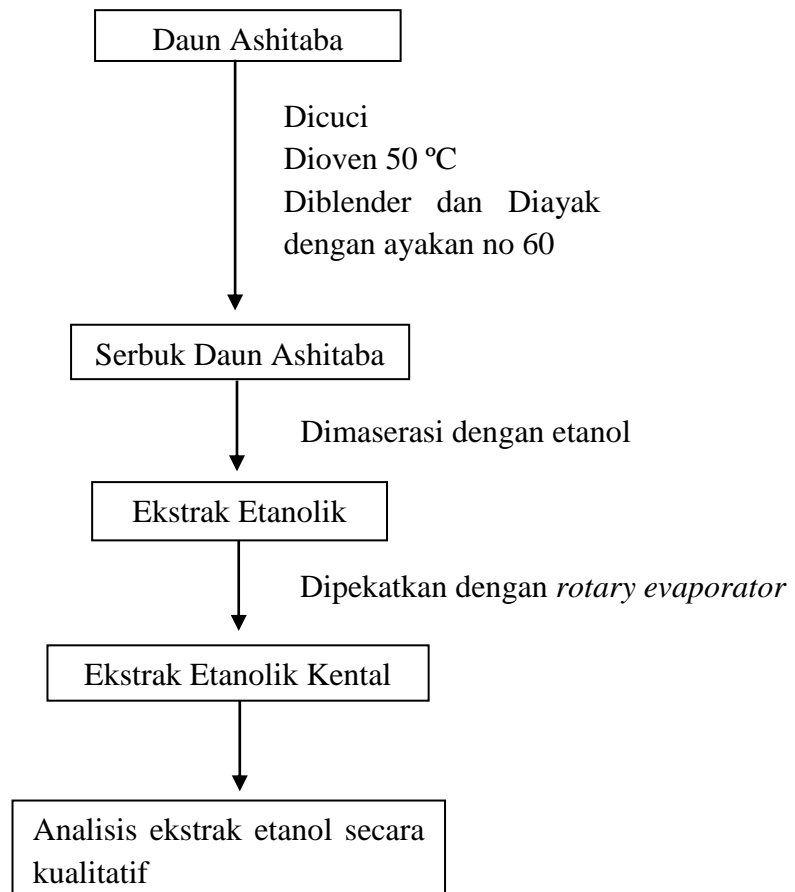 Daun Ashitaba
Dicuci
Dioven 50 ºC
Diblender dan Diayak
dengan ayakan no 60
Serbuk Daun Ashitaba
Dimaserasi dengan etanol
Ekstrak Etanolik
Dipekatkan dengan rotary evaporator
Ekstrak Etanolik Kental
Analisis ekstrak etanol secara
kualitatif